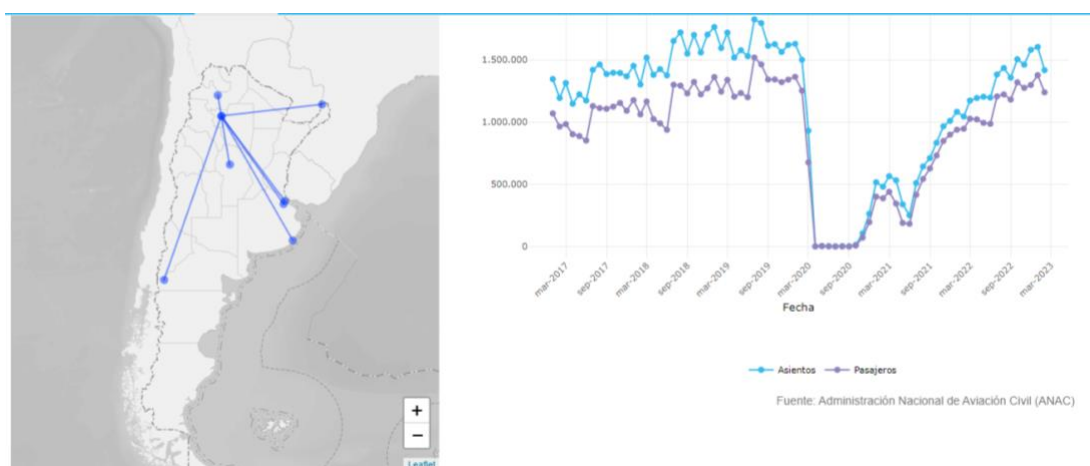 +
−
Leaflet
1.500.000
1.000.000
500.000
0
mar-2017
sep-2017
mar-2018
sep-2018
mar-2019
sep-2019
mar-2020
sep-2020
mar-2021
sep-2021
mar-2022
sep-2022
mar-2023
Fecha
Asientos Pasajeros
Fuente: Administración Nacional de Aviación Civil (ANAC)